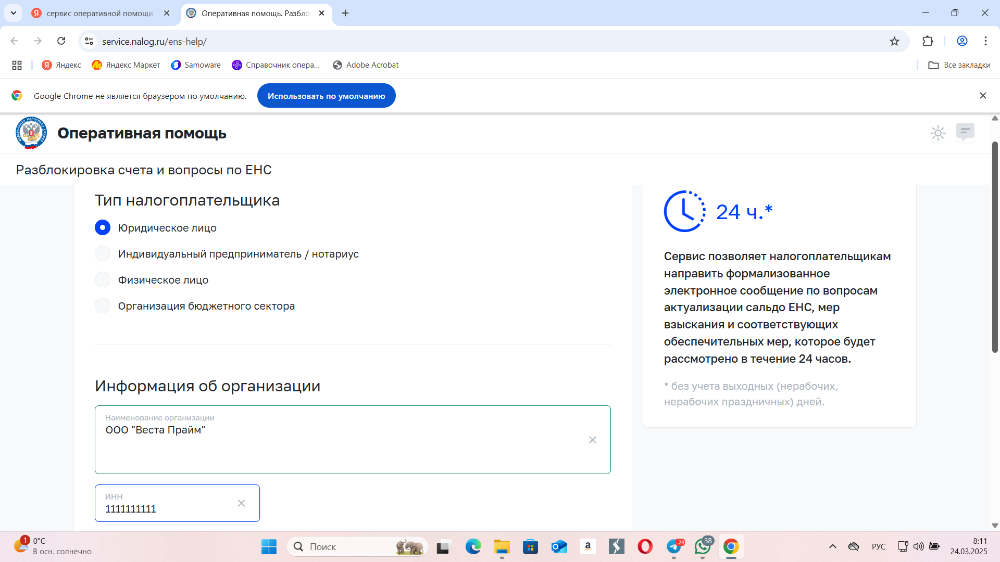 сервис оперативной помощи
Оперативная помощь. Разбло
service.nalog.ru/ens-help/
Яндекс
Яндекс Маркет
Samoware
Справочник опера...
Adobe Acrobat
Все закладки
Google Chrome не является браузером по умолчанию.
Использовать по умолчанию
Оперативная помощь
Разблокировка счета и вопросы по ЕНС
Тип налогоплательщика
Юридическое лицо
Индивидуальный предприниматель / нотариус
Физическое лицо
Организация бюджетного сектора
Информация об организации
Наименование организации
ООО "Веста Прайм"
ИНН
1111111111
24 ч.*
Сервис позволяет налогоплательщикам
направить формализованное
электронное сообщение по вопросам
актуализации сальдо ЕНС, мер
взыскания и соответствующих
обеспечительных мер, которое будет
рассмотрено в течение 24 часов.
* без учета выходных (нерабочих,
нерабочих праздничных) дней.
1
0°C
В осн. солнечно
Поиск
28
38
РУС
8:11
24.03.2025